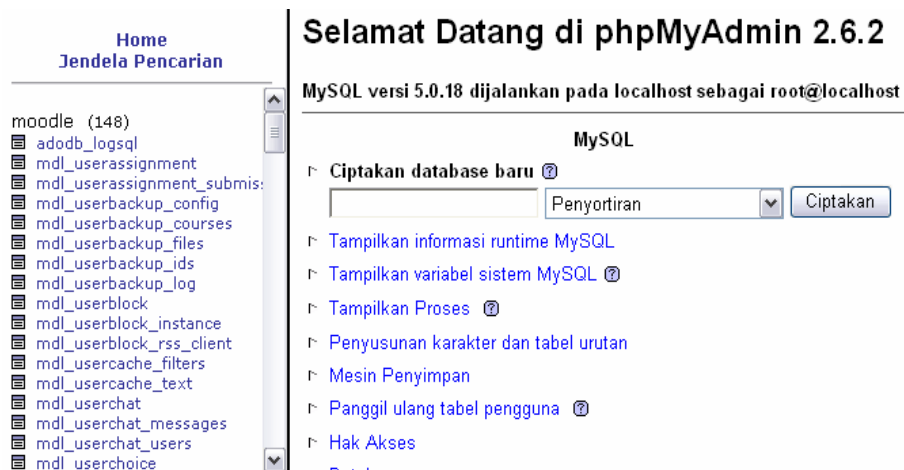 Home
Jendela Pencarian
moodle (148)
adodb_logsql
mdl_userassignment
mdl_userassignment_submis
mdl_userbackup_config
mdl_userbackup_courses
mdl_userbackup_files
mdl_userbackup_ids
mdl_userbackup_log
mdl_userblock
mdl_userblock_instance
mdl_userblock_rss_client
mdl_usercache_filters
mdl_usercache_text
mdl_userchat
mdl_userchat_messages
mdl_userchat_users
mdl_userchoice
Selamat Datang di phpMyAdmin 2.6.2
MySQL versi 5.0.18 dijalankan pada localhost sebagai root@localhost
MySQL
Ciptakan database baru
Penyortiran Ciptakan
Tampilkan informasi runtime MySQL
Tampilkan variabel sistem MySQL
Tampilkan Proses
Penyusunan karakter dan tabel urutan
Mesin Penyimpan
Panggil ulang tabel pengguna
Hak Akses